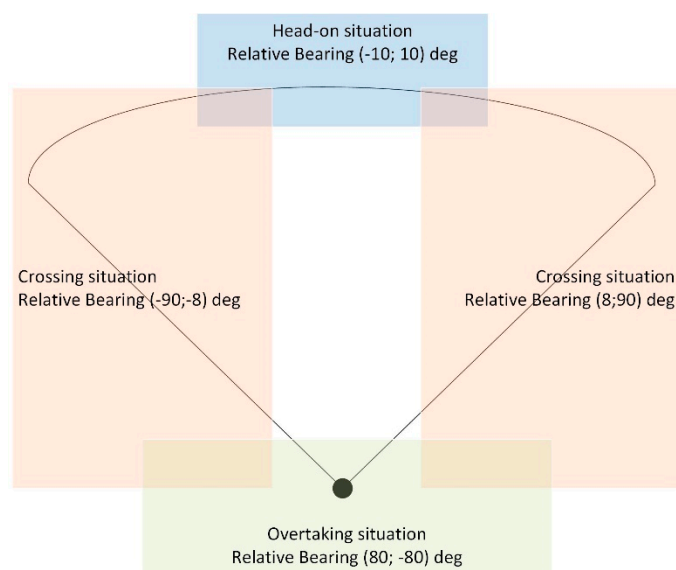 Head-on situation
Relative Bearing (-10; 10) deg
Crossing situation
Relative Bearing (-90;-8) deg
Crossing situation
Relative Bearing (8;90) deg
Overtaking situation
Relative Bearing (80; -80) deg